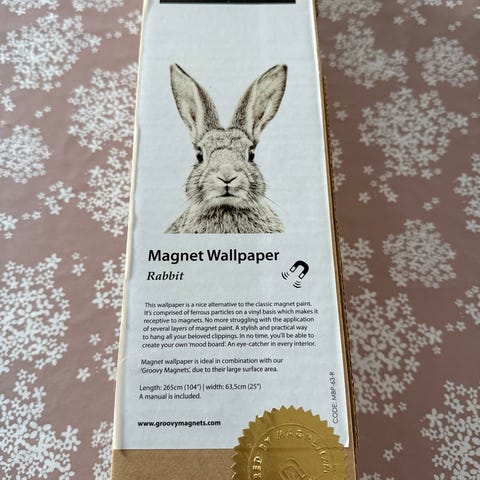 Magnet Wallpaper
Rabbit
This wallpaper is a nice alternative to the classic magnet paint.
It's comprised of ferrous particles on a vinyl basis which makes it
receptive to magnets. No more struggling with the application
of several layers of magnet paint. A stylish and practical way
to hang all your beloved clippings. In no time, you'll be able to
create your own 'mood board'. An eye-catcher in every interior.
Magnet wallpaper is ideal in combination with our
'Groovy Magnets', due to their large surface area.
Length: 265cm (104") | width: 63,5cm (25")
A manual is included.
www.groovymagnets.com
CODE: MBP-63-R